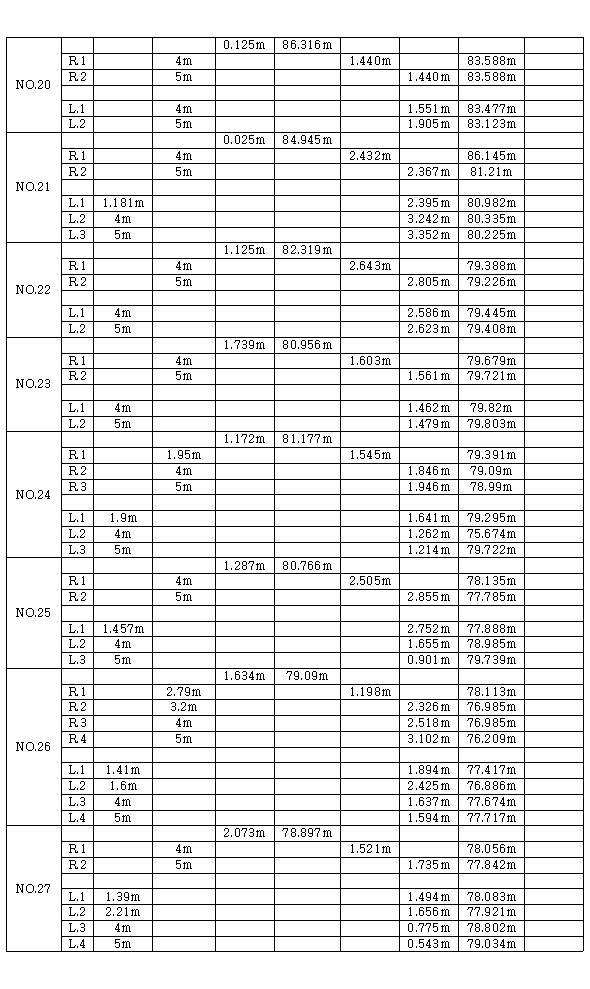 0.125m 86.316m
R.1 4m 1.440m 83.588m
R.2 5m 1.440m 83.588m
NO.20
L.1 4m 1.551m 83.477m
L.2 5m 1.905m 83.123m
0.025m 84.945m
R.1 4m 2.432m 86.145m
R.2 5m 2.367m 81.21m
NO.21
L.1 1.181m 2.395m 80.982m
L.2 4m 3.242m 80.335m
L.3 5m 3.352m 80.225m
1.125m 82.319m
R.1 4m 2.643m 79.388m
R.2 5m 2.805m 79.226m
NO.22
L.1 4m 2.586m 79.445m
L.2 5m 2.623m 79.408m
1.739m 80.956m
R.1 4m 1.603m 79.679m
R.2 5m 1.561m 79.721m
NO.23
L.1 4m 1.462m 79.82m
L.2 5m 1.479m 79.803m
1.172m 81.177m
R.1 1.95m 1.545m 79.391m
R.2 4m 1.846m 79.09m
R.3 5m 1.946m 78.99m
NO.24
L.1 1.9m 1.641m 79.295m
L.2 4m 1.262m 75.674m
L.3 5m 1.214m 79.722m
1.287m 80.766m
R.1 4m 2.505m 78.135m
R.2 5m 2.855m 77.785m
NO.25
L.1 1.457m 2.752m 77.888m
L.2 4m 1.655m 78.985m
L.3 5m 0.901m 79.739m
1.634m 79.09m
R.1 2.79m 1.198m 78.113m
R.2 3.2m 2.326m 76.985m
R.3 4m 2.518m 76.985m
R.4 5m 3.102m 76.209m
NO.26
L.1 1.41m 1.894m 77.417m
L.2 1.6m 2.425m 76.886m
L.3 4m 1.637m 77.674m
L.4 5m 1.594m 77.717m
2.073m 78.897m
R.1 4m 1.521m 78.056m
R.2 5m 1.735m 77.842m
NO.27
L.1 1.39m 1.494m 78.083m
L.2 2.21m 1.656m 77.921m
L.3 4m 0.775m 78.802m
L.4 5m 0.543m 79.034m